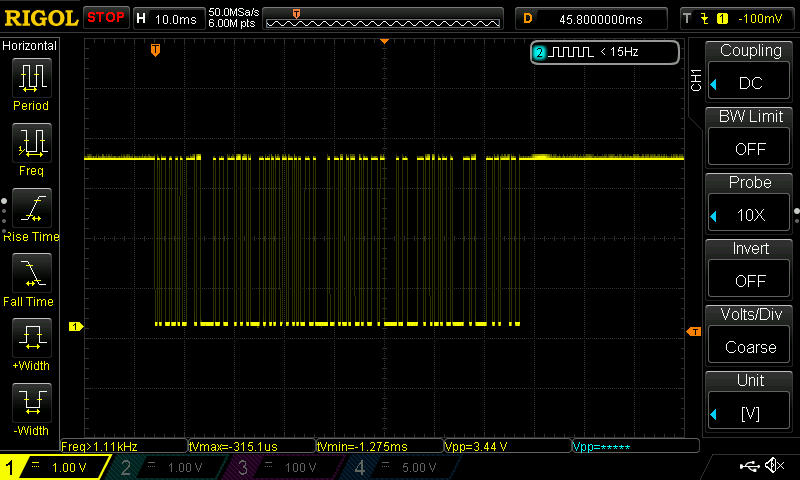 RIGOL STOP H 10.0ms 50.0MSa/s 6.00M pts T D 45.8000000ms T 1 -100mV
Horizontal
Period
Freq
Rise Time
Fall Time
+Width
-Width
T
2 < 15Hz
1
T
CH1
Coupling
DC
BW Limit
OFF
Probe
10X
Invert
OFF
Volts/Div
Coarse
Unit
[V]
Freq>1.11kHz tVmax=-315.1us tVmin=-1.275ms Vpp=3.44 V Vpp=*****
1 = 1.00 V 2 = 1.00 V 3 = 100 V 4 = 5.00 V